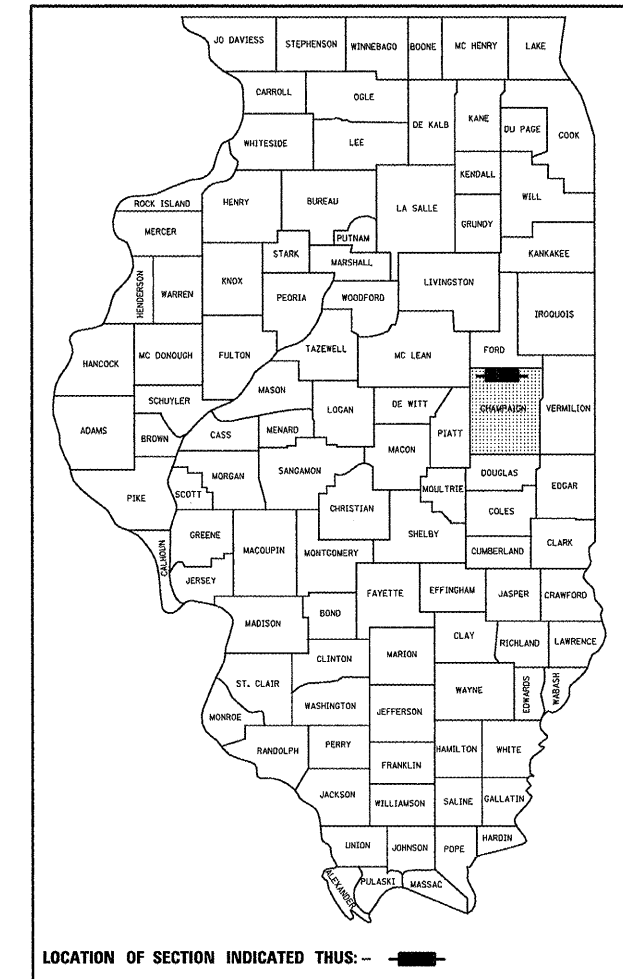 JO DAVIESS STEPHENSON WINNEBAGO BOONE MC HENRY LAKE
CARROLL OGLE DE KALB KANE DU PAGE COOK
WHITESIDE LEE KENDALL WILL
ROCK ISLAND HENRY BUREAU LA SALLE GRUNDY
MERCER PUTNAM KANKAKEE
STARK MARSHALL
HENDERSON WARREN KNOX PEORIA WOODFORD LIVINGSTON IROQUOIS
HANCOCK MC DONOUGH FULTON TAZEWELL MC LEAN FORD
SCHUYLER MASON LOGAN DE WITT CHAMPAIGN VERMILION
ADAMS BROWN CASS MENARD MACON PIATT
PIKE SCOTT MORGAN SANGAMON CHRISTIAN MOULTRIE DOUGLAS EDGAR
COLES
CALHOUN GREENE MACOUPIN MONTGOMERY SHELBY CUMBERLAND CLARK
JERSEY FAYETTE EFFINGHAM JASPER CRAWFORD
MADISON BOND
CLINTON MARION CLAY RICHLAND LAWRENCE
ST. CLAIR WASHINGTON WAYNE EDWARDS WABASH
MONROE JEFFERSON
RANDOLPH PERRY FRANKLIN HAMILTON WHITE
JACKSON WILLIAMSON SALINE GALLATIN
UNION JOHNSON POPE HARDIN
ALEXANDER PULASKI MASSAC
LOCATION OF SECTION INDICATED THUS: -